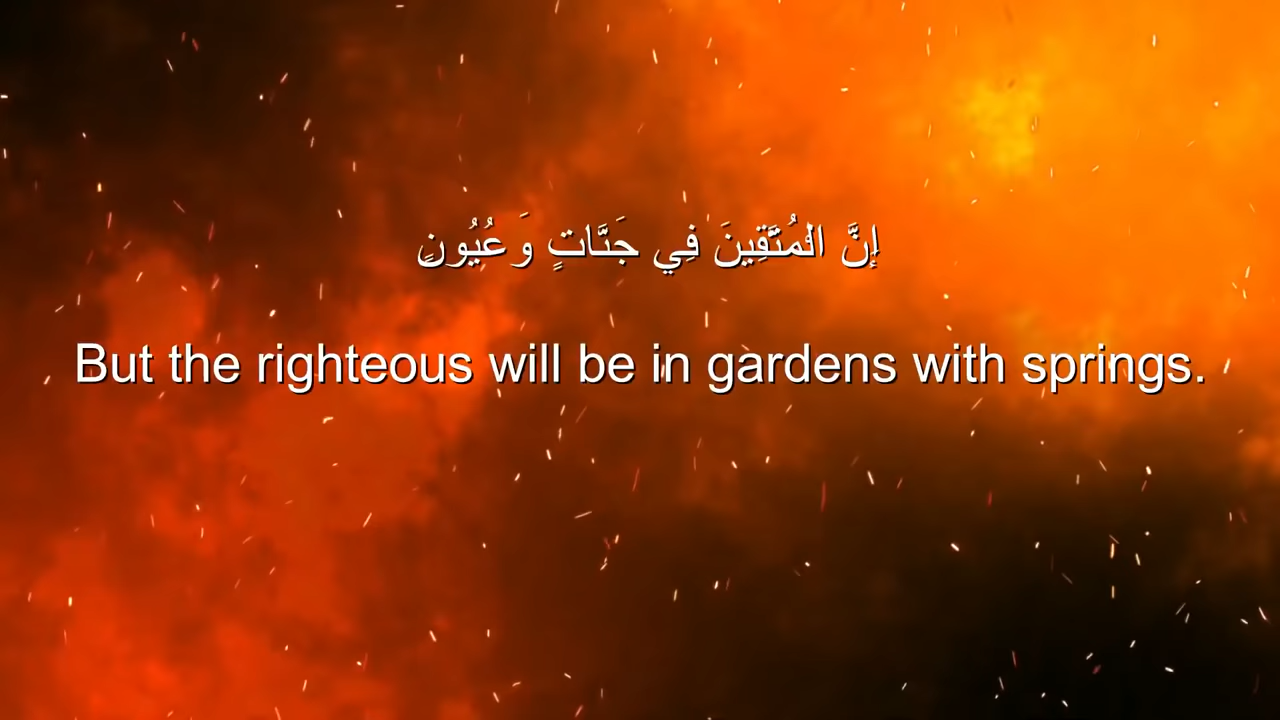 إِنَّ الْمُتَّقِينَ فِي جَنَّاتٍ وَعُيُونٍ
But the righteous will be in gardens with springs.